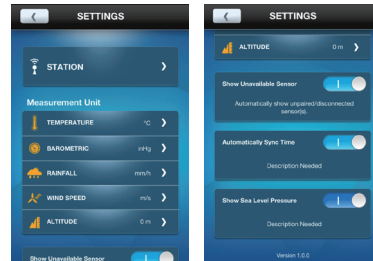 SETTINGS
STATION
Measurement Unit
TEMPERATURE °C
BAROMETRIC inHg
RAINFALL mm/h
WIND SPEED m/s
ALTITUDE 0 m
Show Unavailable Sensor
SETTINGS
ALTITUDE 0 m
Show Unavailable Sensor
Automatically show unpaired/disconnected
sensor(s).
Automatically Sync Time
Description Needed
Show Sea Level Pressure
Description Needed
Version 1.0.0